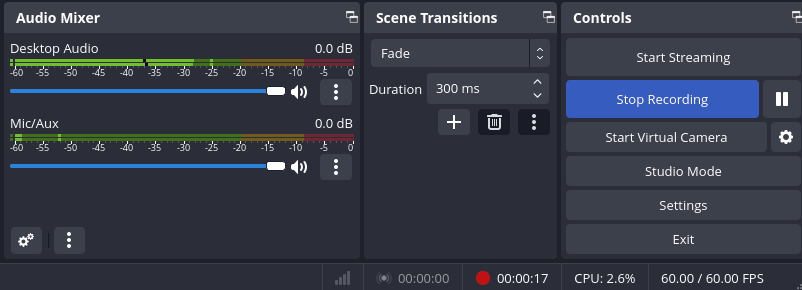 Audio Mixer
Desktop Audio 0.0 dB
-60 -55 -50 -45 -40 -35 -30 -25 -20 -15 -10 -5 0
Mic/Aux 0.0 dB
-60 -55 -50 -45 -40 -35 -30 -25 -20 -15 -10 -5 0
Scene Transitions
Fade
Duration 300 ms
Controls
Start Streaming
Stop Recording
Start Virtual Camera
Studio Mode
Settings
Exit
00:00:00 00:00:17 CPU: 2.6% 60.00 / 60.00 FPS